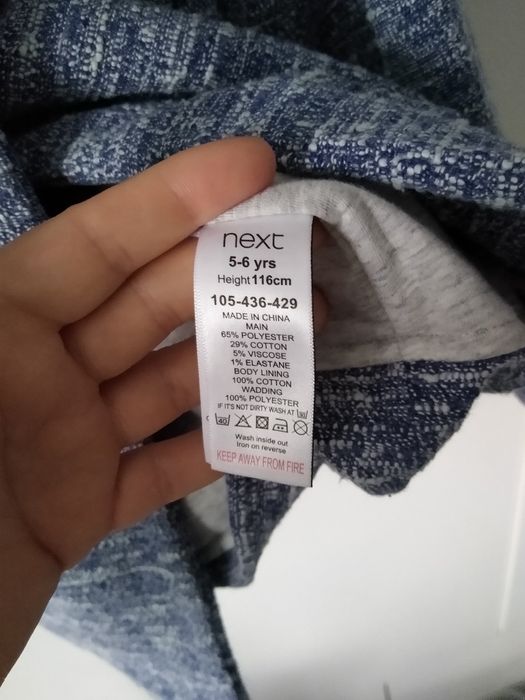 next
5-6 yrs
Height 116cm
105-436-429
MADE IN CHINA
MAIN
65% POLYESTER
29% COTTON
5% VISCOSE
1% ELASTANE
BODY LINING
100% COTTON
WADDING
100% POLYESTER
IF IT'S NOT DIRTY WASH AT 30
40
Wash inside out
Iron on reverse
KEEP AWAY FROM FIRE